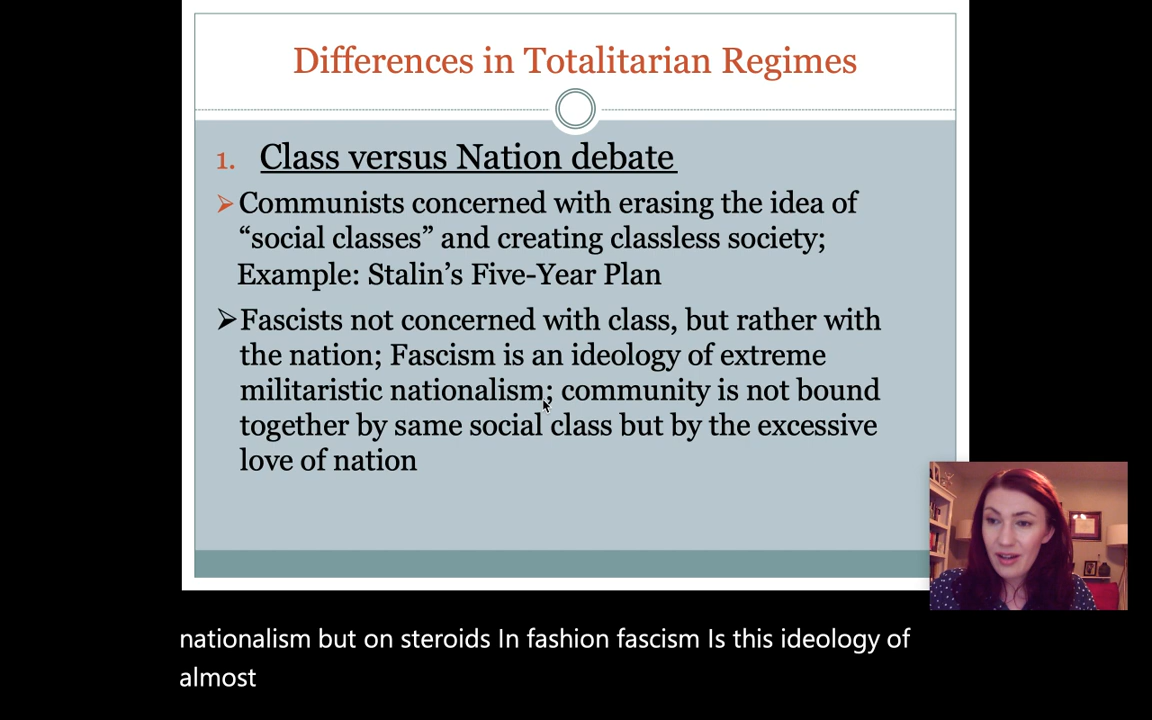 Differences in Totalitarian Regimes
1. Class versus Nation debate
Communists concerned with erasing the idea of
“social classes” and creating classless society;
Example: Stalin’s Five-Year Plan
Fascists not concerned with class, but rather with
the nation; Fascism is an ideology of extreme
militaristic nationalism; community is not bound
together by same social class but by the excessive
love of nation
nationalism but on steroids In fashion fascism Is this ideology of
almost